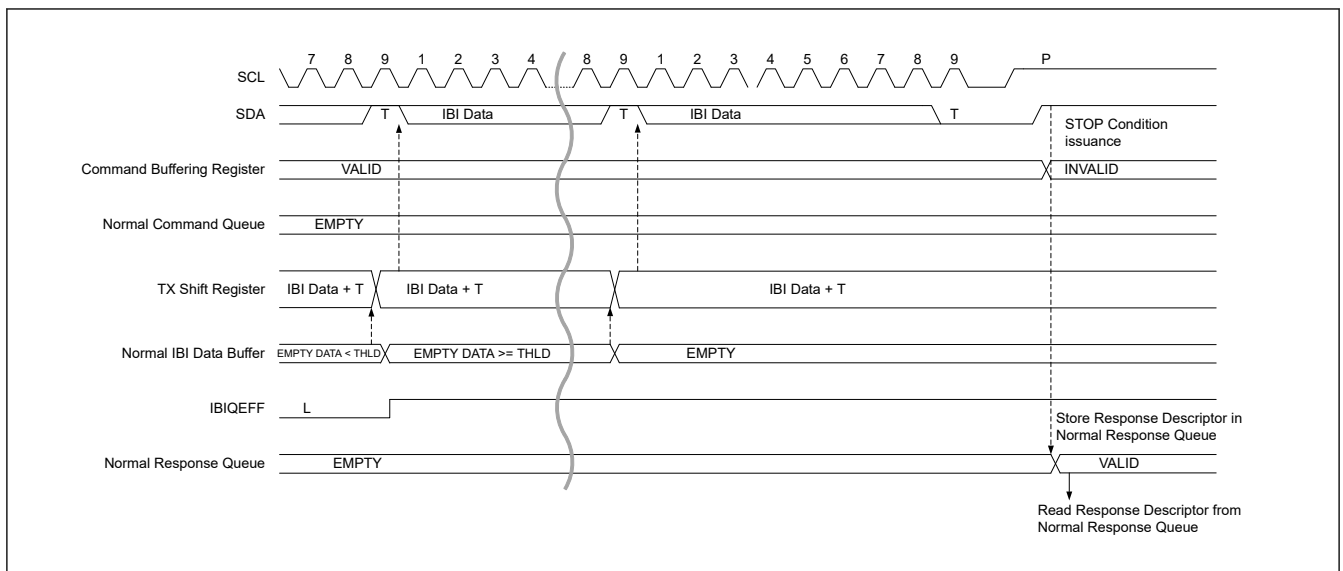 7 8 9 1 2 3 4 8 9 1 2 3 4 5 6 7 8 9 P
SCL
SDA T IBI Data T IBI Data T
STOP Condition
issuance
Command Buffering Register VALID INVALID
Normal Command Queue EMPTY
TX Shift Register IBI Data + T IBI Data + T IBI Data + T
Normal IBI Data Buffer EMPTY DATA < THLD EMPTY DATA >= THLD EMPTY
IBIQEFF L
Store Response Descriptor in
Normal Response Queue
Normal Response Queue EMPTY VALID
Read Response Descriptor from
Normal Response Queue